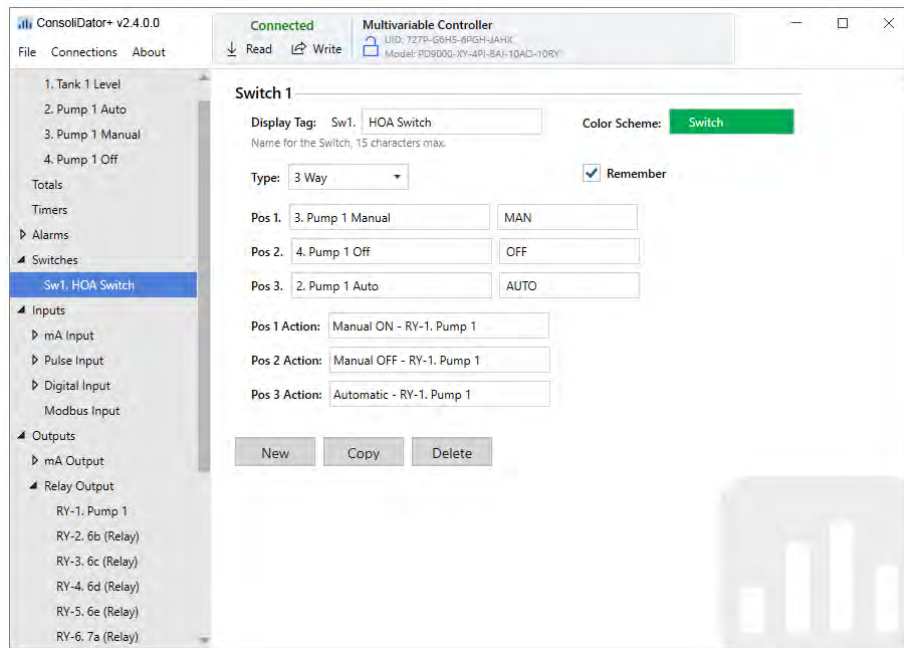 ConsoliDator+ v2.4.0.0
File Connections About
Connected
Read Write
Multivariable Controller
UID: 727P-G6H5-6PGH-JAHX
Model: PD9000-XY-4PI-8AI-10AO-10RY
1. Tank 1 Level
2. Pump 1 Auto
3. Pump 1 Manual
4. Pump 1 Off
Totals
Timers
Alarms
Switches
Sw1. HOA Switch
Inputs
mA Input
Pulse Input
Digital Input
Modbus Input
Outputs
mA Output
Relay Output
RY-1. Pump 1
RY-2. 6b (Relay)
RY-3. 6c (Relay)
RY-4. 6d (Relay)
RY-5. 6e (Relay)
RY-6. 7a (Relay)
Switch 1
Display Tag: Sw1. HOA Switch Color Scheme: Switch
Name for the Switch, 15 characters max.
Type: 3 Way Remember
Pos 1. 3. Pump 1 Manual MAN
Pos 2. 4. Pump 1 Off OFF
Pos 3. 2. Pump 1 Auto AUTO
Pos 1 Action: Manual ON - RY-1. Pump 1
Pos 2 Action: Manual OFF - RY-1. Pump 1
Pos 3 Action: Automatic - RY-1. Pump 1
New Copy Delete